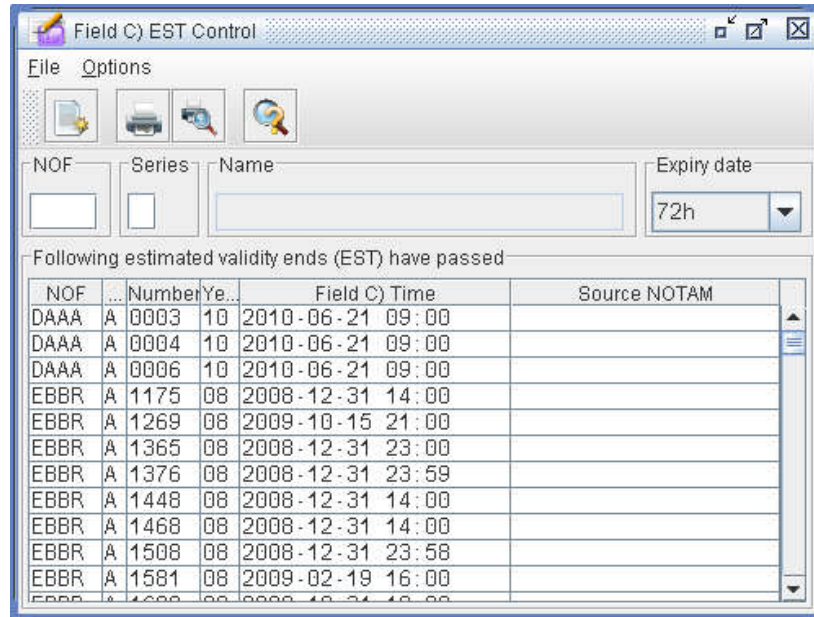 Field C) EST Control
File Options
NOF Series Name Expiry date
72h
Following estimated validity ends (EST) have passed
NOF ... Number Ye... Field C) Time Source NOTAM
DAAA A 0003 10 2010-06-21 09:00
DAAA A 0004 10 2010-06-21 09:00
DAAA A 0006 10 2010-06-21 09:00
EBBR A 1175 08 2008-12-31 14:00
EBBR A 1269 08 2009-10-15 21:00
EBBR A 1365 08 2008-12-31 23:00
EBBR A 1376 08 2008-12-31 23:59
EBBR A 1448 08 2008-12-31 14:00
EBBR A 1468 08 2008-12-31 14:00
EBBR A 1508 08 2008-12-31 23:58
EBBR A 1581 08 2009-02-19 16:00